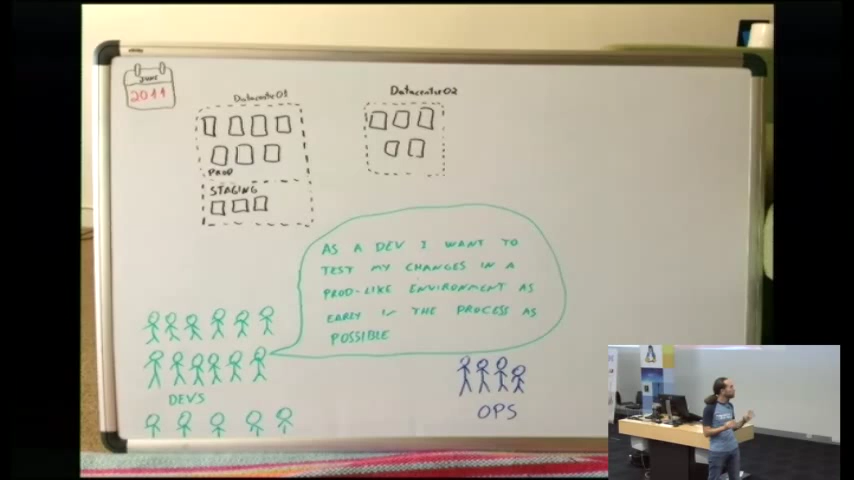 JUNE
2011
Datacenter01
Datacenter02
PROD
STAGING
AS A DEV I WANT TO
TEST MY CHANGES IN A
PROD-LIKE ENVIRONMENT AS
EARLY IN THE PROCESS AS
POSSIBLE
DEVS
OPS